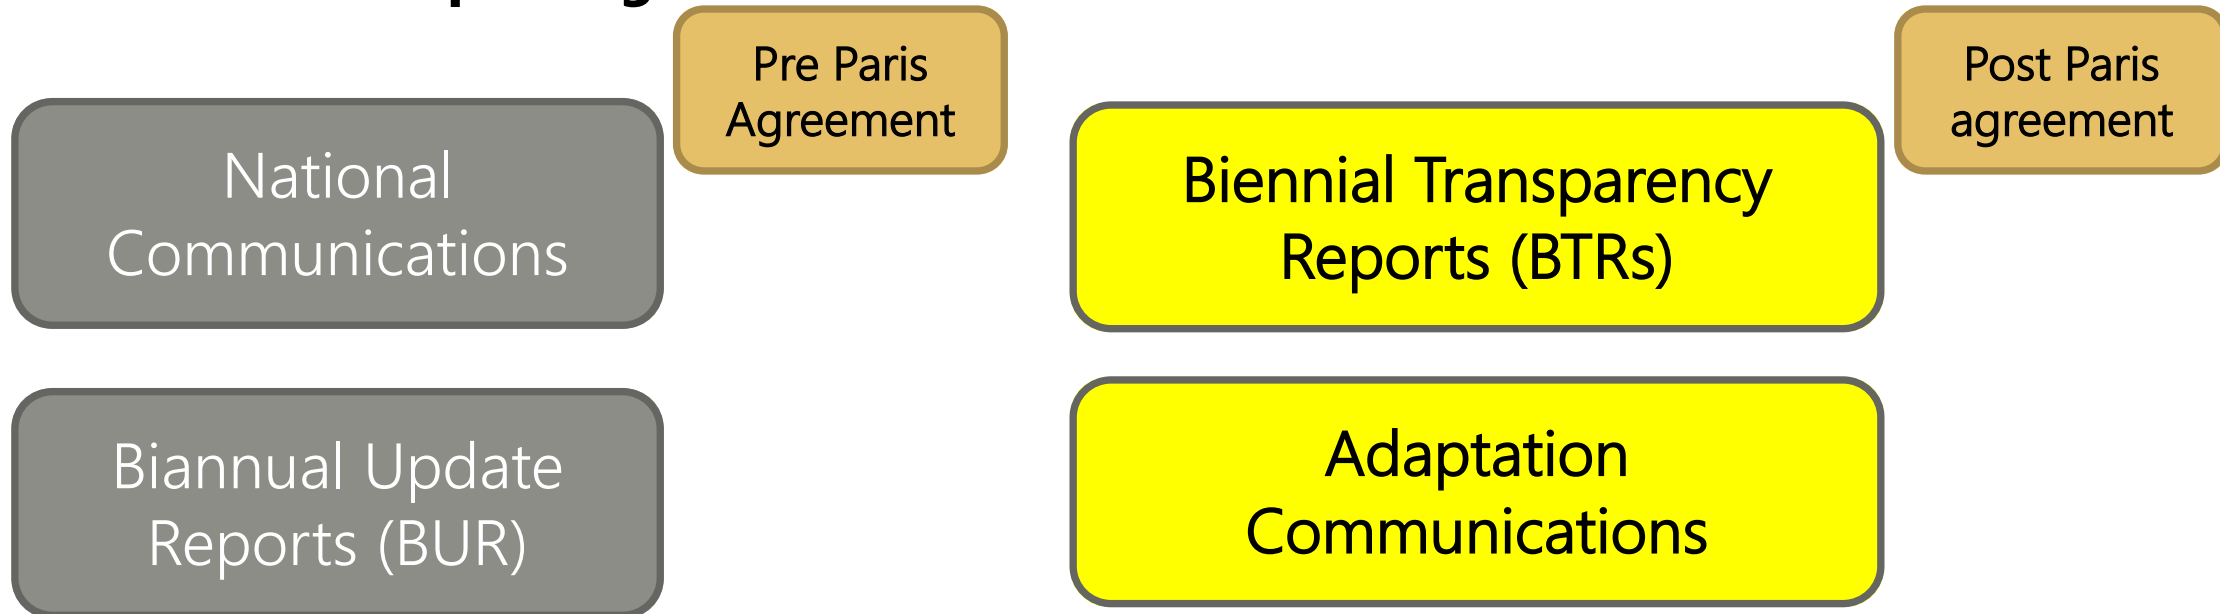 Pre Paris
Agreement
National
Communications
Biannual Update
Reports (BUR)
Post Paris
agreement
Biennial Transparency
Reports (BTRs)
Adaptation
Communications